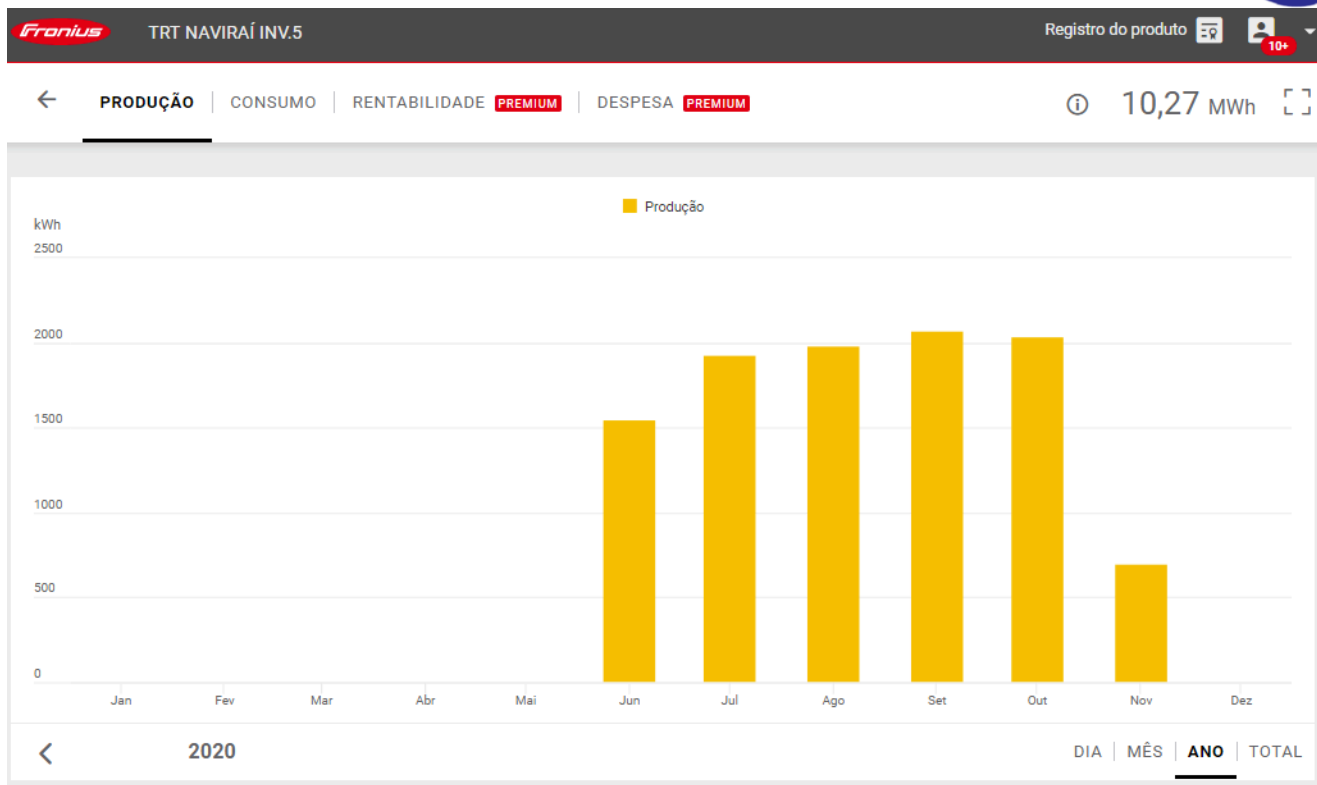 Fronius TRT NAVIRAÍ INV.5 Registro do produto 10+
PRODUÇÃO CONSUMO RENTABILIDADE PREMIUM DESPESA PREMIUM 10,27 MWh
Produção
kWh
2500
2000
1500
1000
500
0
Jan Fev Mar Abr Mai Jun Jul Ago Set Out Nov Dez
2020 DIA MÊS ANO TOTAL